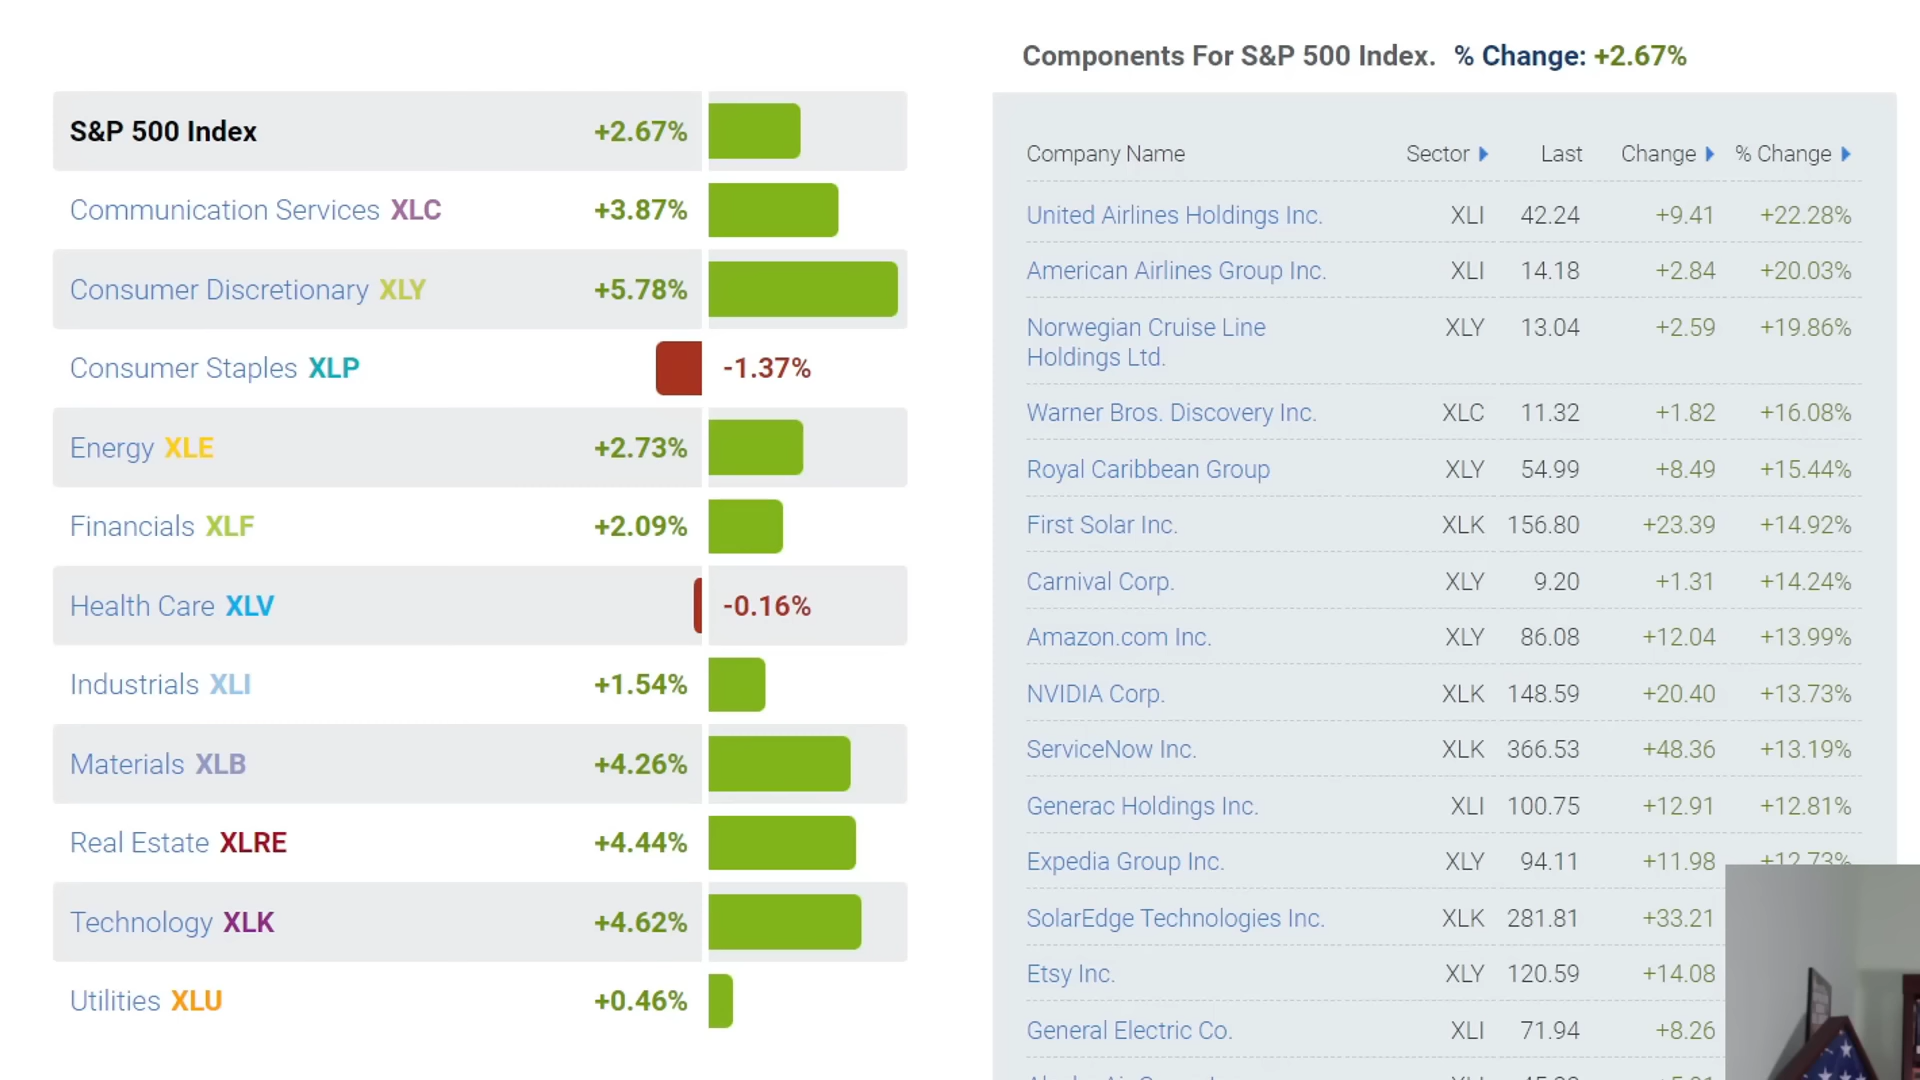 Components For S&P 500 Index. % Change: +2.67%
S&P 500 Index +2.67%
Communication Services XLC +3.87%
Consumer Discretionary XLY +5.78%
Consumer Staples XLP -1.37%
Energy XLE +2.73%
Financials XLF +2.09%
Health Care XLV -0.16%
Industrials XLI +1.54%
Materials XLB +4.26%
Real Estate XLRE +4.44%
Technology XLK +4.62%
Utilities XLU +0.46%
Company Name Sector Last Change % Change
United Airlines Holdings Inc. XLI 42.24 +9.41 +22.28%
American Airlines Group Inc. XLI 14.18 +2.84 +20.03%
Norwegian Cruise Line XLY 13.04 +2.59 +19.86%
Holdings Ltd.
Warner Bros. Discovery Inc. XLC 11.32 +1.82 +16.08%
Royal Caribbean Group XLY 54.99 +8.49 +15.44%
First Solar Inc. XLK 156.80 +23.39 +14.92%
Carnival Corp. XLY 9.20 +1.31 +14.24%
Amazon.com Inc. XLY 86.08 +12.04 +13.99%
NVIDIA Corp. XLK 148.59 +20.40 +13.73%
ServiceNow Inc. XLK 366.53 +48.36 +13.19%
Generac Holdings Inc. XLI 100.75 +12.91 +12.81%
Expedia Group Inc. XLY 94.11 +11.98 +12.73%
SolarEdge Technologies Inc. XLK 281.81 +33.21
Etsy Inc. XLY 120.59 +14.08
General Electric Co. XLI 71.94 +8.26